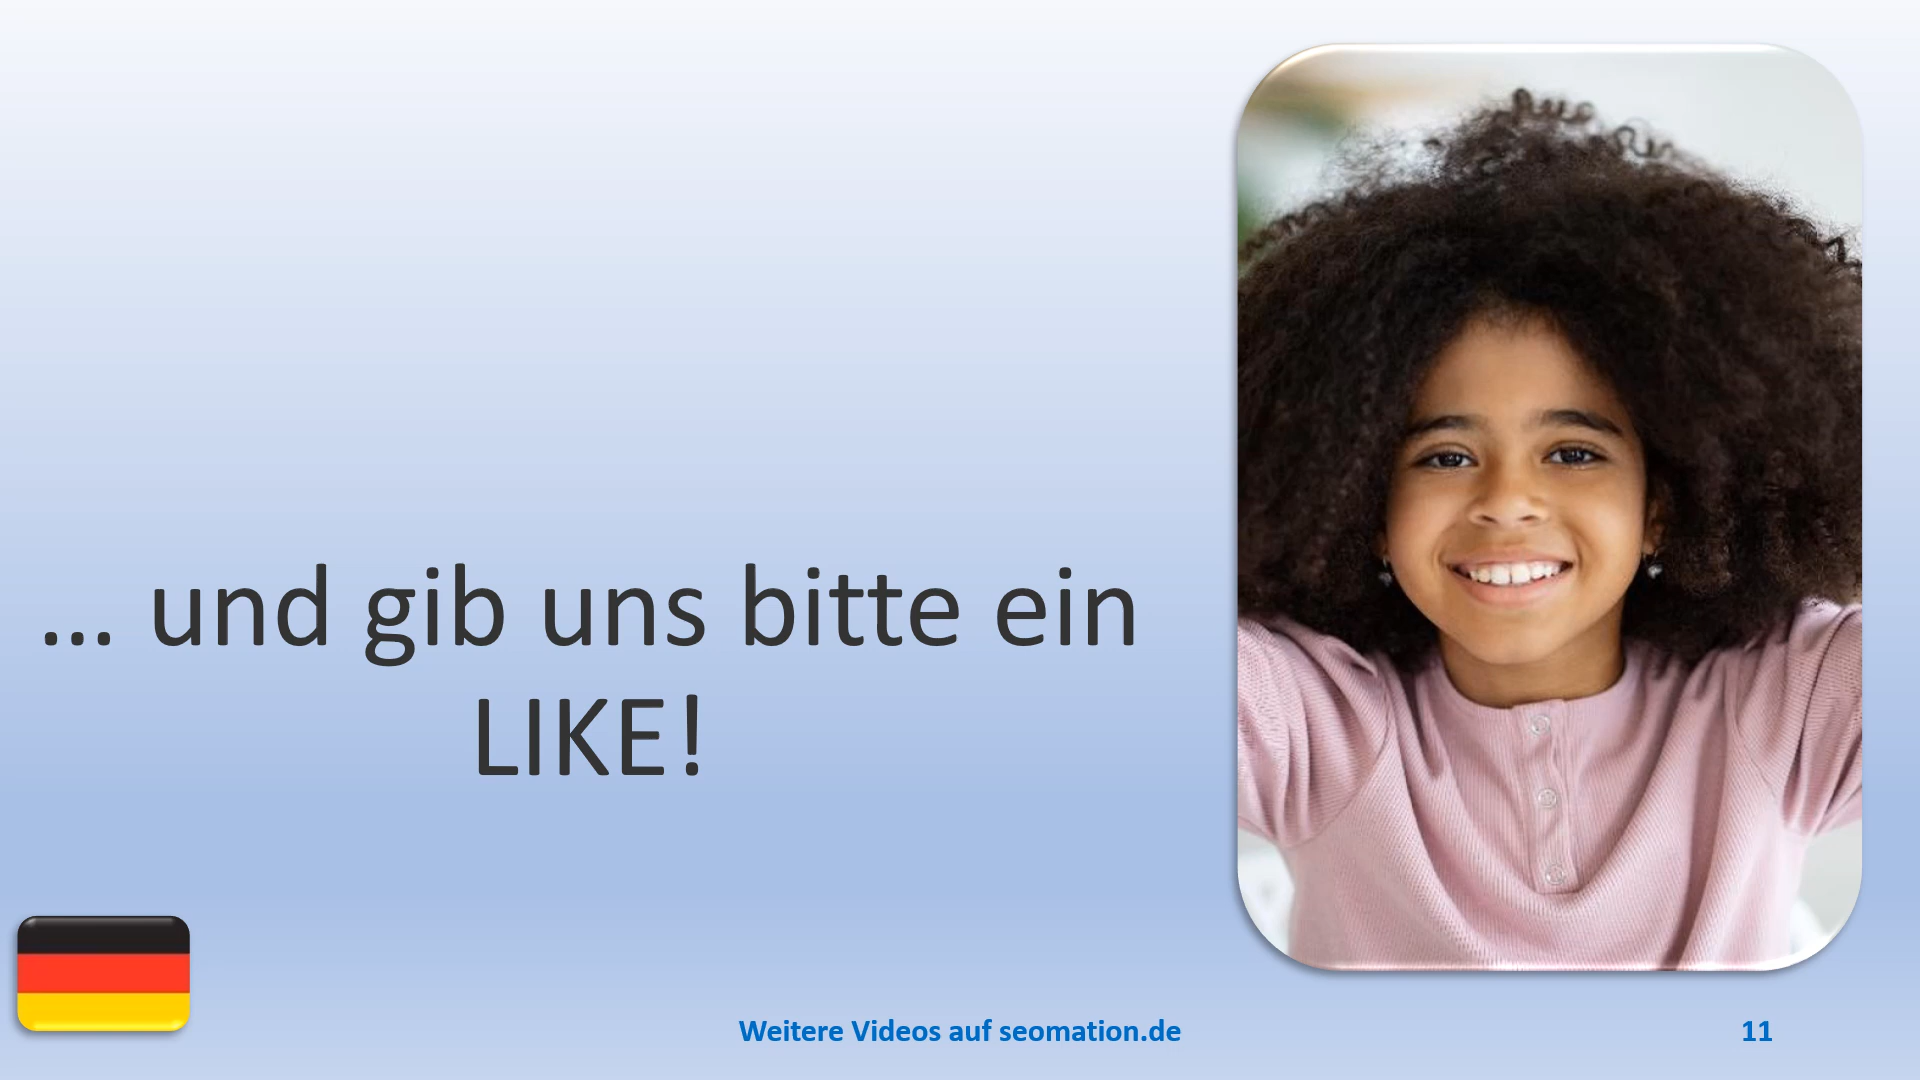 ... und gib uns bitte ein
LIKE!
Weitere Videos auf seomation.de
11